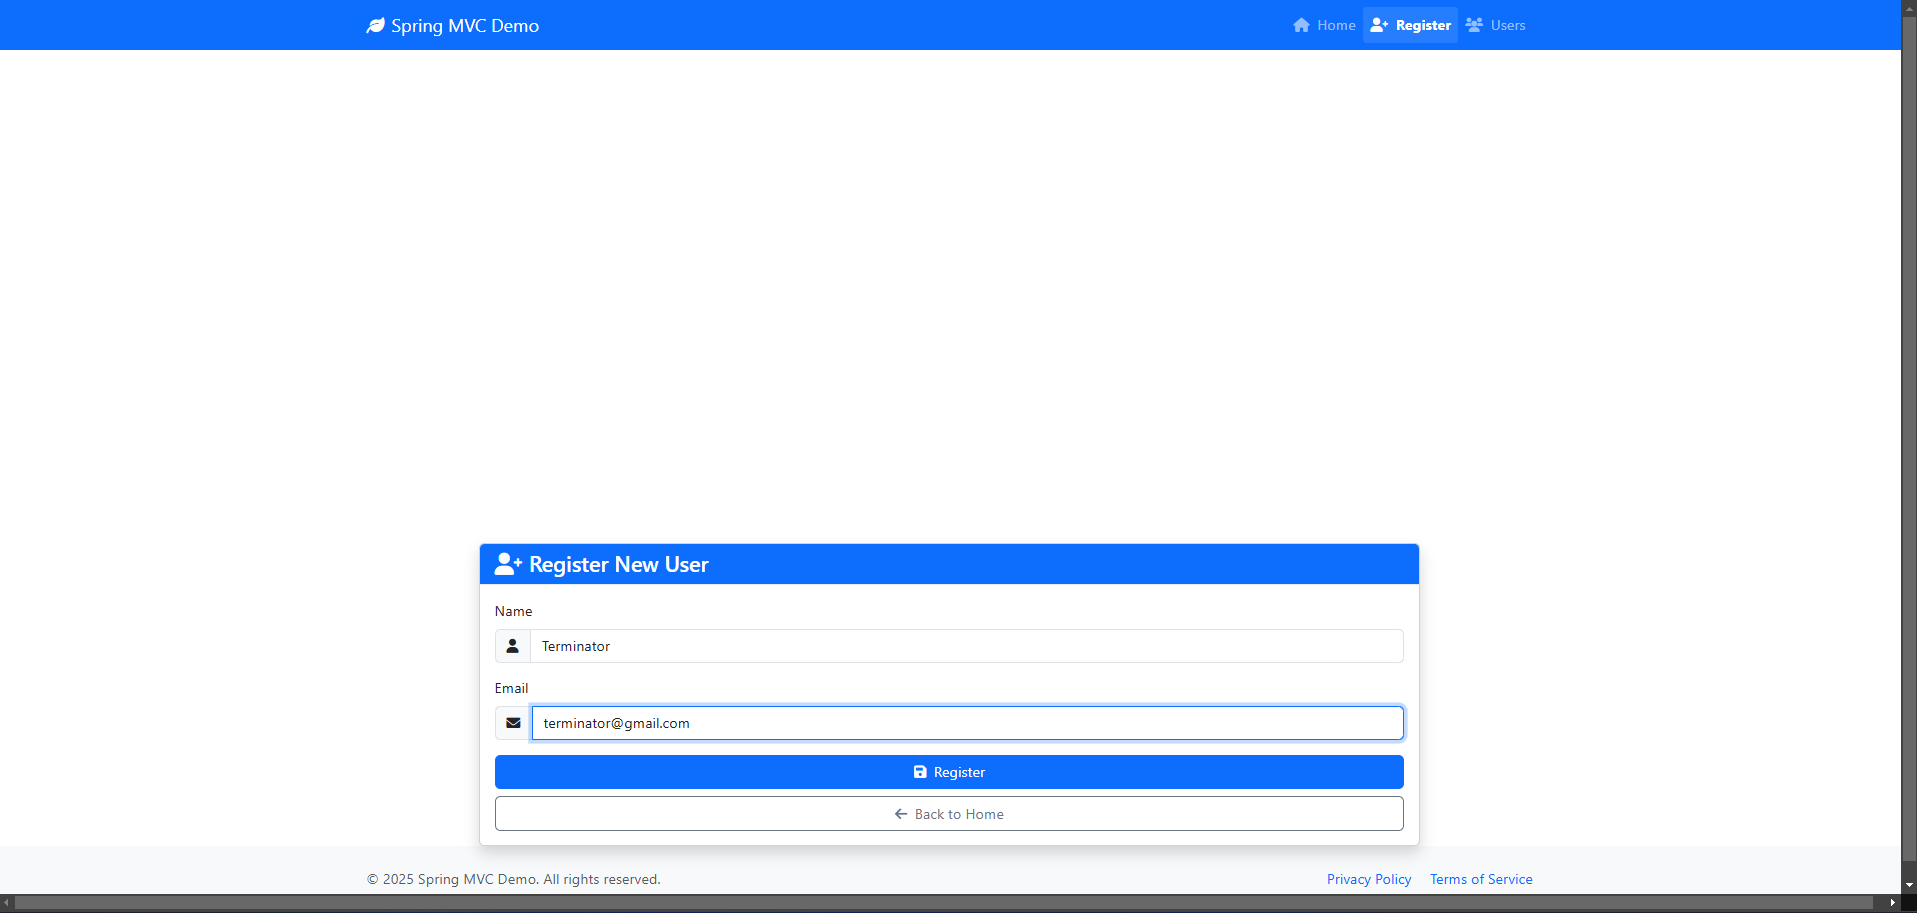 Spring MVC Demo
Home
Register
Users
Register New User
Name
Terminator
Email
terminator@gmail.com
Register
Back to Home
© 2025 Spring MVC Demo. All rights reserved.
Privacy Policy
Terms of Service